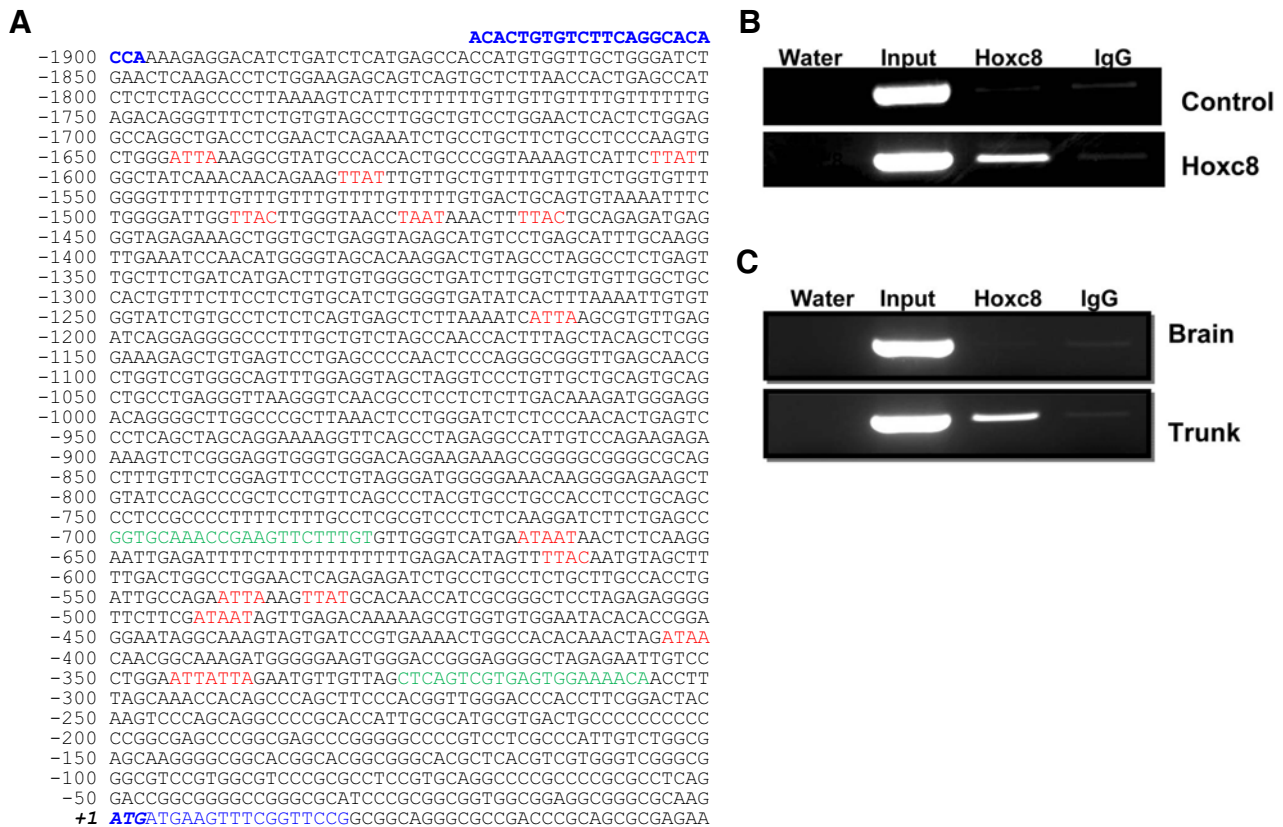 A
ACACTGTGTCTTCAGGCACA
-1900 CCAAAAGAGGACATCTGATCTCATGAGCCACCATGTGGTTGCTGGGATCT
-1850 GAACTCAAGACCTCTGGAAGAGCAGTCAGTGCTCTTAACCACTGAGCCAT
-1800 CTCTCTAGCCCCTTAAAAGTCATTCTTTTTTGTTGTTGTTTTGTTTTTTG
-1750 AGACAGGGTTTCTCTGTGTAGCCTTGGCTGTCCTGGAACTCACTCTGGAG
-1700 GCCAGGCTGACCTCGAACTCAGAAATCTGCCTGCTTCTGCCTCCCAAGTG
-1650 CTGGGATTAAAGGCGTATGCCACCACTGCCCGGTAAAAGTCATTCTTATT
-1600 GGCTATCAAACAACAGAAGTTATTTGTTGCTGTTTTGTTGTCTGGTGTTT
-1550 GGGGTTTTTTGTTTGTTTGTTTTGTTTTTGTGACTGCAGTGTAAAATTTC
-1500 TGGGGATTGGTTACTTGGGTAACCTAATAAACTTTTACTGCAGAGATGAG
-1450 GGTAGAGAAAGCTGGTGCTGAGGTAGAGCATGTCCTGAGCATTTGCAAGG
-1400 TTGAAATCCAACATGGGGTAGCACAAGGACTGTAGCCTAGGCCTCTGAGT
-1350 TGCTTCTGATCATGACTTGTGTGGGGCTGATCTTGGTCTGTGTTGGCTGC
-1300 CACTGTTTCTTCCTCTGTGCATCTGGGGTGATATCACTTTAAAATTGTGT
-1250 GGTATCTGTGCCTCTCTCAGTGAGCTCTTAAAATCATTAAGCGTGTTGAG
-1200 ATCAGGAGGGGCCCTTTGCTGTCTAGCCAACCACTTTAGCTACAGCTCGG
-1150 GAAAGAGCTGTGAGTCCTGAGCCCCAACTCCCAGGGCGGGTTGAGCAACG
-1100 CTGGTCGTGGGCAGTTTGGAGGTAGCTAGGTCCCTGTTGCTGCAGTGCAG
-1050 CTGCCTGAGGGTTAAGGGTCAACGCCTCCTCTCTTGACAAAGATGGGAGG
-1000 ACAGGGGCTTGGCCCGCTTAAACTCCTGGGATCTCTCCCAACACTGAGTC
-950 CCTCAGCTAGCAGGAAAAGGTTCAGCCTAGAGGCCATTGTCCAGAAGAGA
-900 AAAGTCTCGGGAGGTGGGTGGGACAGGAAGAAAGCGGGGGCGGGGCGCAG
-850 CTTTGTTCTCGGAGTTCCCTGTAGGGATGGGGGAAACAAGGGGAGAAGCT
-800 GTATCCAGCCCGCTCCTGTTCAGCCCTACGTGCCTGCCACCTCCTGCAGC
-750 CCTCCGCCCCTTTTCTTTGCCTCGCGTCCCTCTCAAGGATCTTCTGAGCC
-700 GGTGCAAACCGAAGTTCTTTGTGTTGGGTCATGAATAATAACTCTCAAGG
-650 AATTGAGATTTTCTTTTTTTTTTTGAGACATAGTTTTACAATGTAGCTT
-600 TTGACTGGCCTGGAACTCAGAGAGATCTGCCTGCCTCTGCTTGCCACCTG
-550 ATTGCCAGAATTAAAGTTATGCACAACCATCGCGGGCTCCTAGAGAGGGG
-500 TTCTTCGATAATAGTTGAGACAAAAAGCGTGGTGTGGAATACACACCGGA
-450 GGAATAGGCAAAGTAGTGATCCGTGAAAACTGGCCACACAAACTAGATAA
-400 CAACGGCAAAGATGGGGGAAGTGGGACCGGGAGGGGCTAGAGAATTGTCC
-350 CTGGAATTATTAGAATGTTGTTAGCTCAGTCGTGAGTGGAAAACAACCTT
-300 TAGCAAACCACAGCCCAGCTTCCCACGGTTGGGACCCACCTTCGGACTAC
-250 AAGTCCCAGCAGGCCCCGCACCATTGCGCATGCGTGACTGCCCCCCCCCC
-200 CCGGCGAGCCCGGCGAGCCCGGGGGCCCCGTCCTCGCCCATTGTCTGGCG
-150 AGCAAGGGGCGGCACGGCACGGCGGGCACGCTCACGTCGTGGGTCGGGCG
-100 GGCGTCCGTGGCGTCCCGCGCCTCCGTGCAGGCCCCGCCCCGCGCCTCAG
-50 GACCGGCGGGGCCGGGCGCATCCCGCGGCGGTGGCGGAGGCGGGCGCAAG
+1 ATGATGAAGTTTCGGTTCCGGCGGCAGGGCGCCGACCCGCAGCGCGAGAA
B
Water Input Hoxc8 IgG
Control
Hoxc8
C
Water Input Hoxc8 IgG
Brain
Trunk